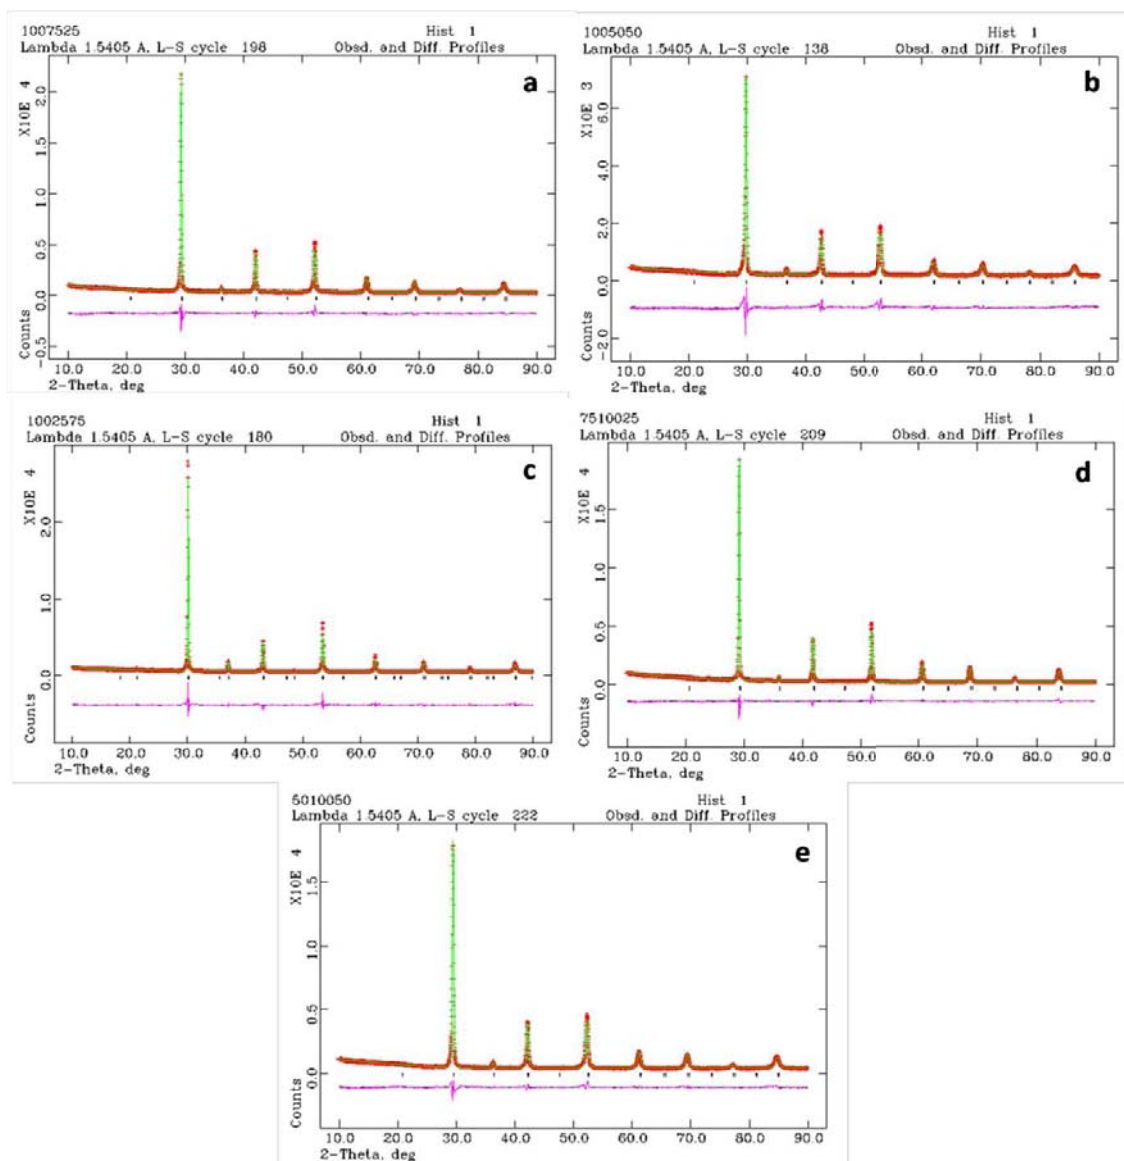 1007525 Hist 1
Lambda 1.5405 A, L-S cycle 198 Obsd. and Diff. Profiles
a
X10E 4
Counts
2.0
1.5
1.0
0.5
0.0
-0.5
10.0 20.0 30.0 40.0 50.0 60.0 70.0 80.0 90.0
2-Theta, deg
1005050 Hist 1
Lambda 1.5405 A, L-S cycle 138 Obsd. and Diff. Profiles
b
X10E 3
Counts
6.0
4.0
2.0
0.0
-2.0
10.0 20.0 30.0 40.0 50.0 60.0 70.0 80.0 90.0
2-Theta, deg
1002575 Hist 1
Lambda 1.5405 A, L-S cycle 180 Obsd. and Diff. Profiles
c
X10E 4
Counts
2.0
1.0
0.0
10.0 20.0 30.0 40.0 50.0 60.0 70.0 80.0 90.0
2-Theta, deg
7510025 Hist 1
Lambda 1.5405 A, L-S cycle 209 Obsd. and Diff. Profiles
d
X10E 4
Counts
1.5
1.0
0.5
0.0
10.0 20.0 30.0 40.0 50.0 60.0 70.0 80.0 90.0
2-Theta, deg
5010050 Hist 1
Lambda 1.5405 A, L-S cycle 222 Obsd. and Diff. Profiles
e
X10E 4
Counts
1.5
1.0
0.5
0.0
10.0 20.0 30.0 40.0 50.0 60.0 70.0 80.0 90.0
2-Theta, deg